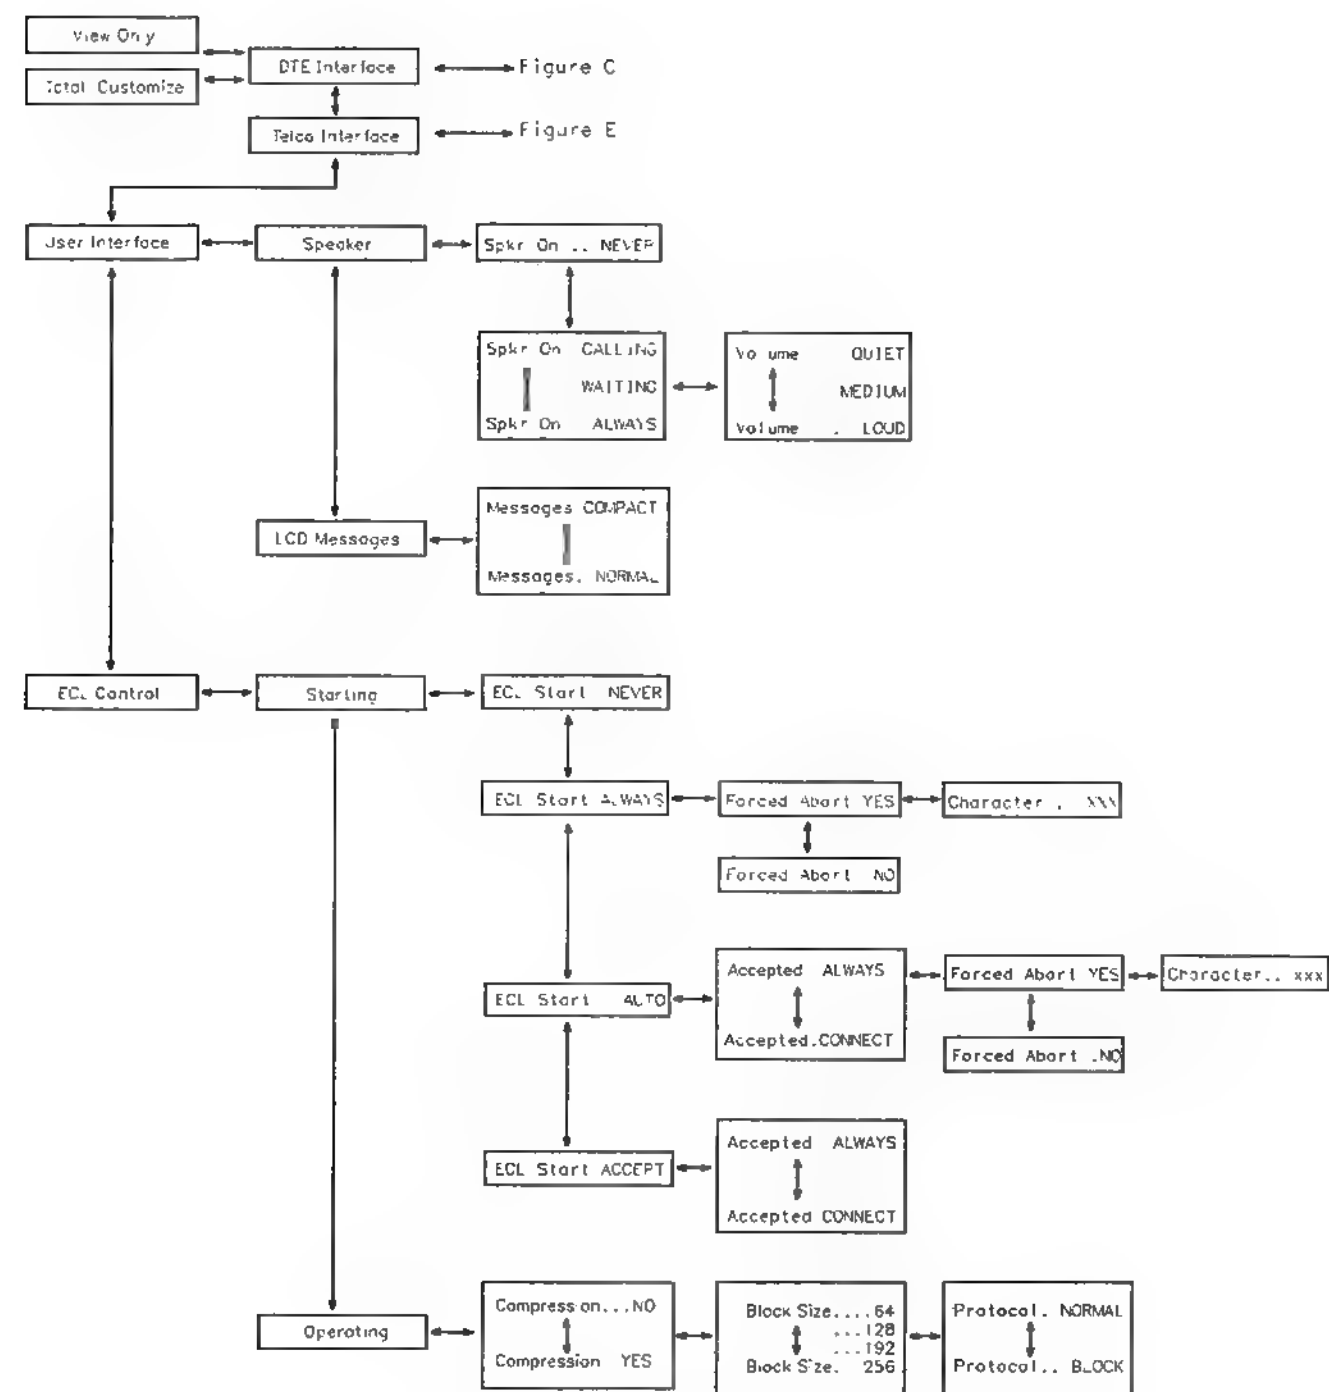 View Only
DTE Interface
Figure C
Total Customize
Telco Interface
Figure E
User Interface
Speaker
Spkr On .. NEVER
Spkr On CALLING
WAITING
Spkr On ALWAYS
Volume QUIET
MEDIUM
Volume . LOUD
LCD Messages
Messages COMPACT
Messages. NORMAL
ECL Control
Starting
ECL Start NEVER
ECL Start ALWAYS
Forced Abort YES
Character . XXX
Forced Abort NO
ECL Start AUTO
Accepted ALWAYS
Accepted.CONNECT
Forced Abort YES
Character.. xxx
Forced Abort .NO
ECL Start ACCEPT
Accepted ALWAYS
Accepted CONNECT
Operating
Compression...NO
Compression YES
Block Size....64
...128
...192
Block Size. 256
Protocol. NORMAL
Protocol.. BLOCK